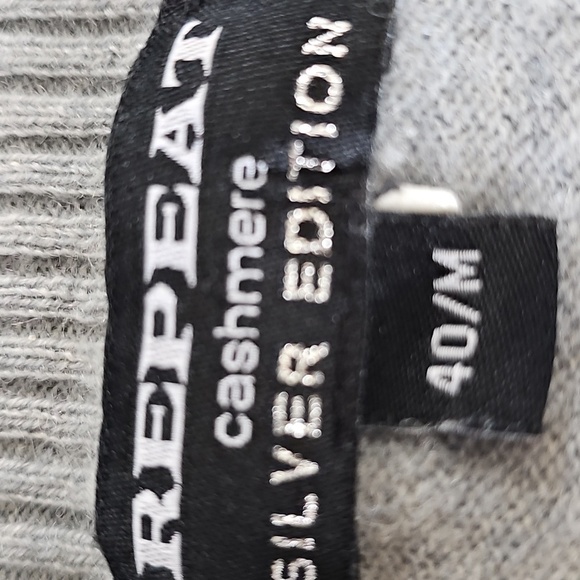 REPEAT
cashmere
SILVER EDITION
40/M